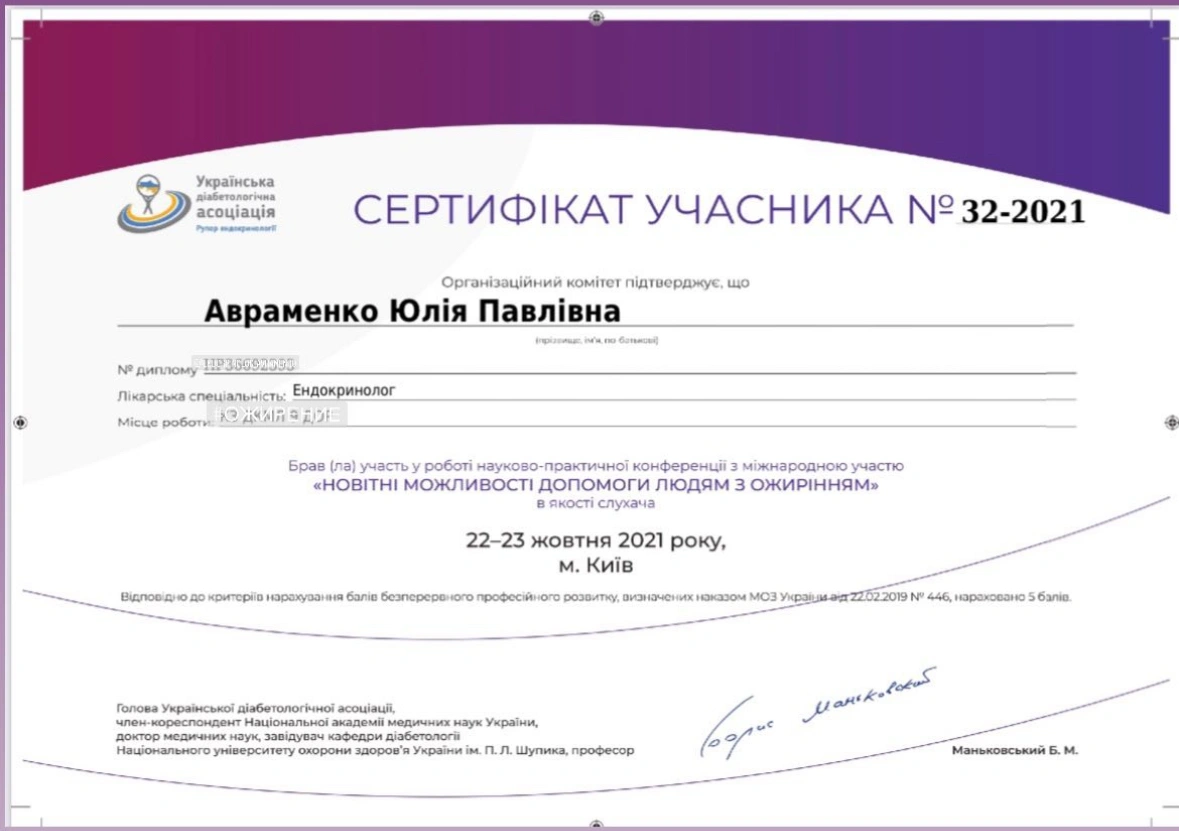 Українська
діабетологічна
асоціація
Рупор ендокринології
СЕРТИФІКАТ УЧАСНИКА № 32-2021
Організаційний комітет підтверджує, що
Авраменко Юлія Павлівна
(прізвище, ім'я, по батькові)
№ диплому
Лікарська спеціальність: Ендокринолог
Місце роботи: #ОЖИРЕНИЕ
Брав (ла) участь у роботі науково-практичної конференції з міжнародною участю
«НОВІТНІ МОЖЛИВОСТІ ДОПОМОГИ ЛЮДЯМ З ОЖИРІННЯМ»
в якості слухача
22–23 жовтня 2021 року,
м. Київ
Відповідно до критеріїв нарахування балів безперервного професійного розвитку, визначених наказом МОЗ України від 22.02.2019 № 446, нараховано 5 балів.
Голова Української діабетологічної асоціації,
член-кореспондент Національної академії медичних наук України,
доктор медичних наук, завідувач кафедри діабетології
Національного університету охорони здоров'я України ім. П. Л. Шупика, професор
Борис Маньковський
Маньковський Б. М.